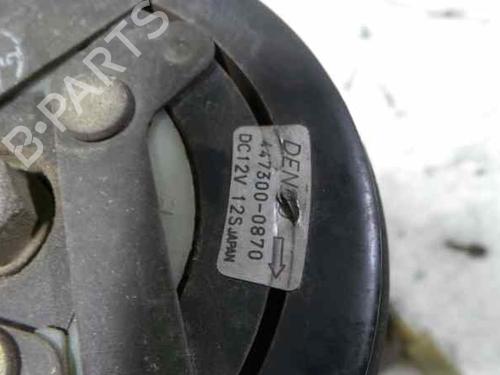 B-PARTS
DENSO
447300-0870
DC12V 12S JAPAN